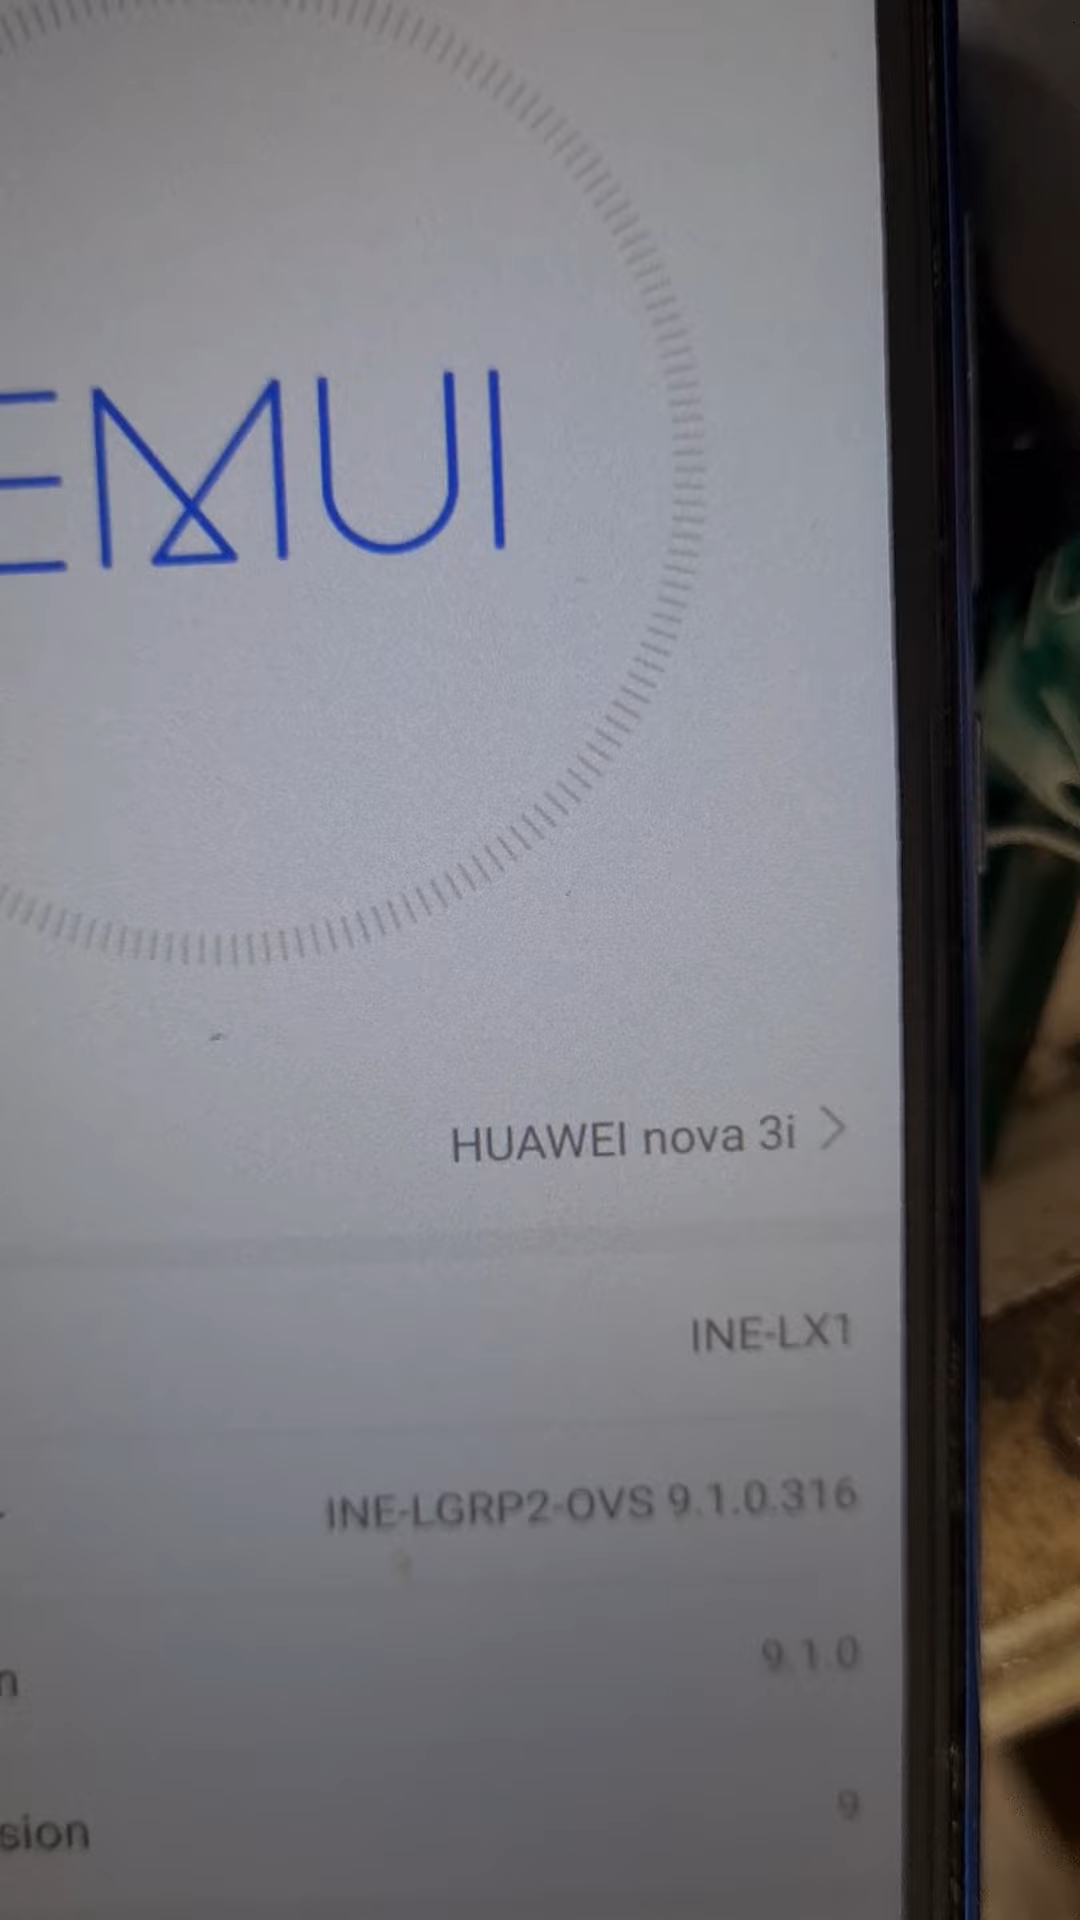 EMUI
HUAWEI nova 3i
INE-LX1
INE-LGRP2-OVS 9.1.0.316
9.1.0
n
9
sion